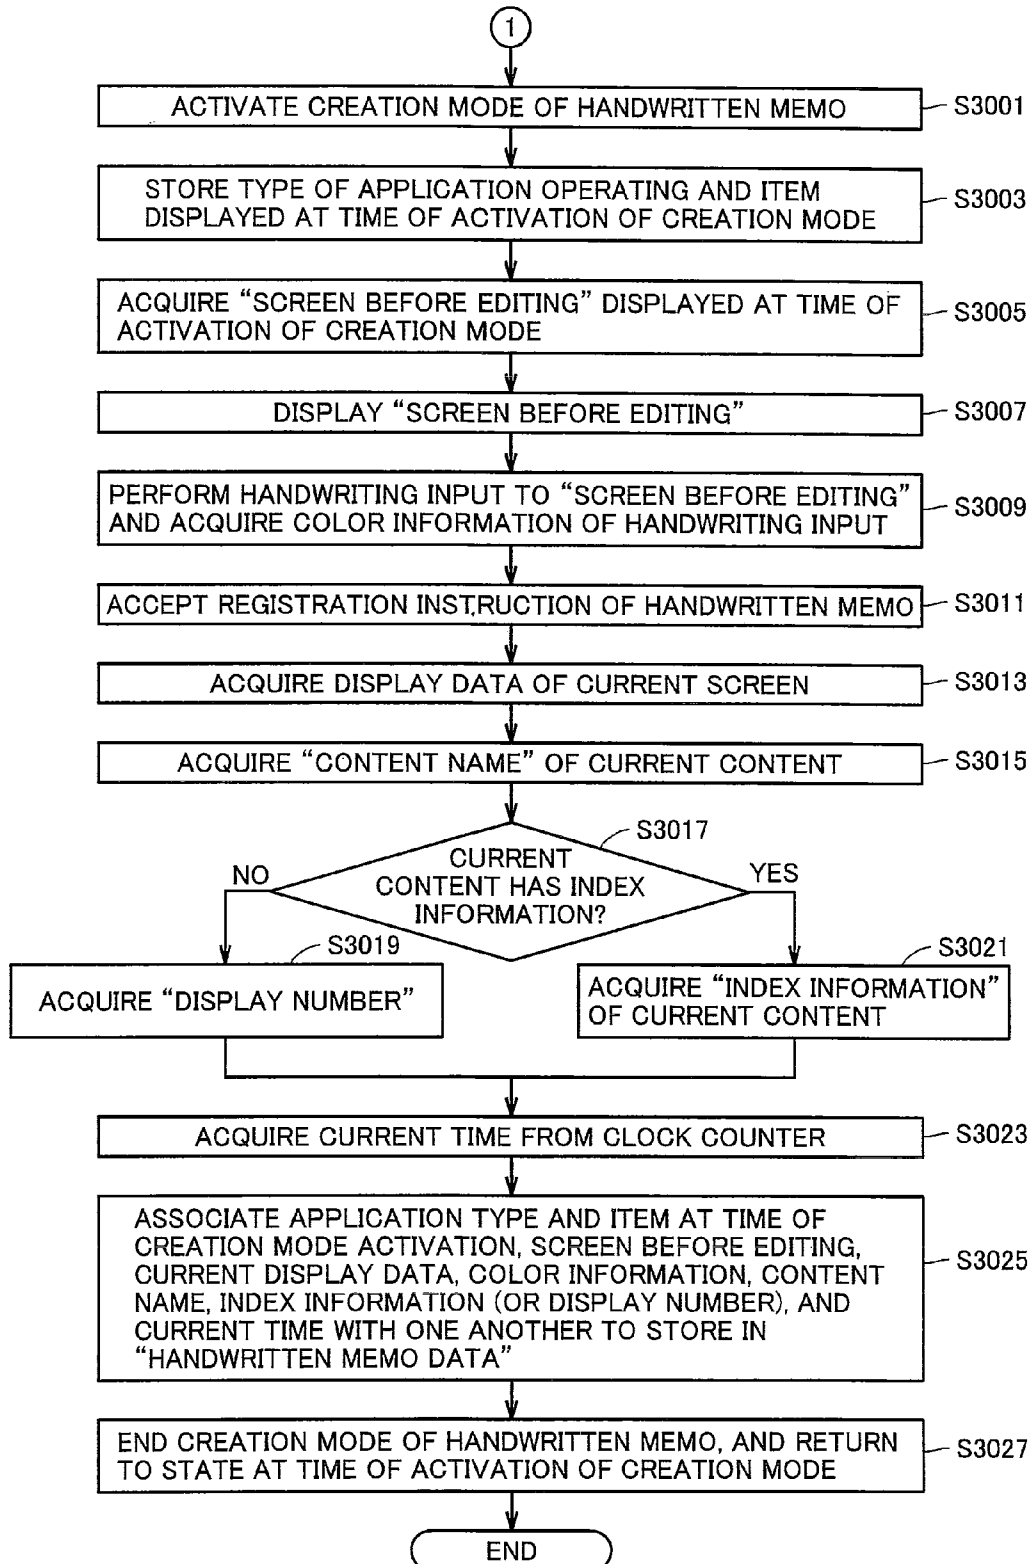 1
ACTIVATE CREATION MODE OF HANDWRITTEN MEMO
S3001
STORE TYPE OF APPLICATION OPERATING AND ITEM
DISPLAYED AT TIME OF ACTIVATION OF CREATION MODE
S3003
ACQUIRE “SCREEN BEFORE EDITING” DISPLAYED AT TIME OF
ACTIVATION OF CREATION MODE
S3005
DISPLAY “SCREEN BEFORE EDITING”
S3007
PERFORM HANDWRITING INPUT TO “SCREEN BEFORE EDITING”
AND ACQUIRE COLOR INFORMATION OF HANDWRITING INPUT
S3009
ACCEPT REGISTRATION INSTRUCTION OF HANDWRITTEN MEMO
S3011
ACQUIRE DISPLAY DATA OF CURRENT SCREEN
S3013
ACQUIRE “CONTENT NAME” OF CURRENT CONTENT
S3015
S3017
CURRENT
CONTENT HAS INDEX
INFORMATION?
NO
YES
S3019
ACQUIRE “DISPLAY NUMBER”
S3021
ACQUIRE “INDEX INFORMATION”
OF CURRENT CONTENT
ACQUIRE CURRENT TIME FROM CLOCK COUNTER
S3023
ASSOCIATE APPLICATION TYPE AND ITEM AT TIME OF
CREATION MODE ACTIVATION, SCREEN BEFORE EDITING,
CURRENT DISPLAY DATA, COLOR INFORMATION, CONTENT
NAME, INDEX INFORMATION (OR DISPLAY NUMBER), AND
CURRENT TIME WITH ONE ANOTHER TO STORE IN
“HANDWRITTEN MEMO DATA”
S3025
END CREATION MODE OF HANDWRITTEN MEMO, AND RETURN
TO STATE AT TIME OF ACTIVATION OF CREATION MODE
S3027
END